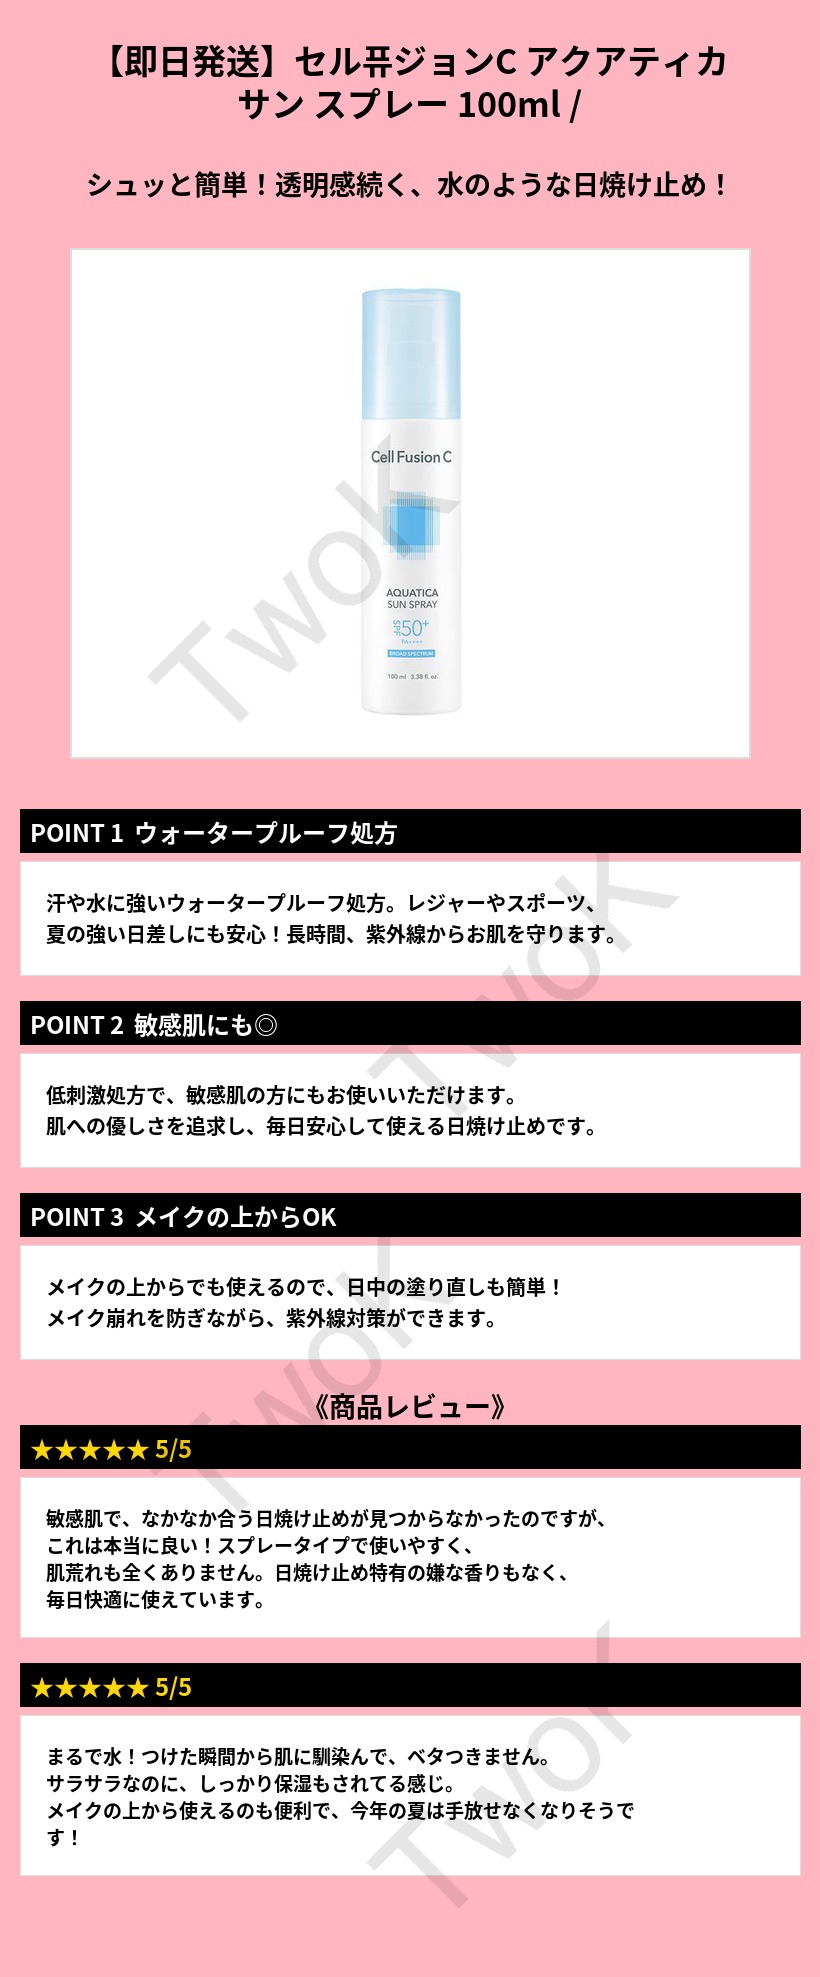 【即日発送】セル퓨ジョンC アクアティカ
サン スプレー 100ml /
シュッと簡単！透明感続く、水のような日焼け止め！
Cell Fusion C
AQUATICA
SUN SPRAY
SPF 50+
PA++++
BROAD SPECTRUM
100 ml 3.38 fl. oz.
TwoK
POINT 1 ウォータープルーフ処方
汗や水に強いウォータープルーフ処方。レジャーやスポーツ、
夏の強い日差しにも安心！長時間、紫外線からお肌を守ります。
TwoK
POINT 2 敏感肌にも◎
低刺激処方で、敏感肌の方にもお使いいただけます。
肌への優しさを追求し、毎日安心して使える日焼け止めです。
POINT 3 メイクの上からOK
メイクの上からでも使えるので、日中の塗り直しも簡単！
メイク崩れを防ぎながら、紫外線対策ができます。
TwoK
《商品レビュー》
★★★★★ 5/5
敏感肌で、なかなか合う日焼け止めが見つからなかったのですが、
これは本当に良い！スプレータイプで使いやすく、
肌荒れも全くありません。日焼け止め特有の嫌な香りもなく、
毎日快適に使えています。
★★★★★ 5/5
まるで水！つけた瞬間から肌に馴染んで、ベタつきません。
サラサラなのに、しっかり保湿もされてる感じ。
メイクの上から使えるのも便利で、今年の夏は手放せなくなりそうで
す！
TwoK